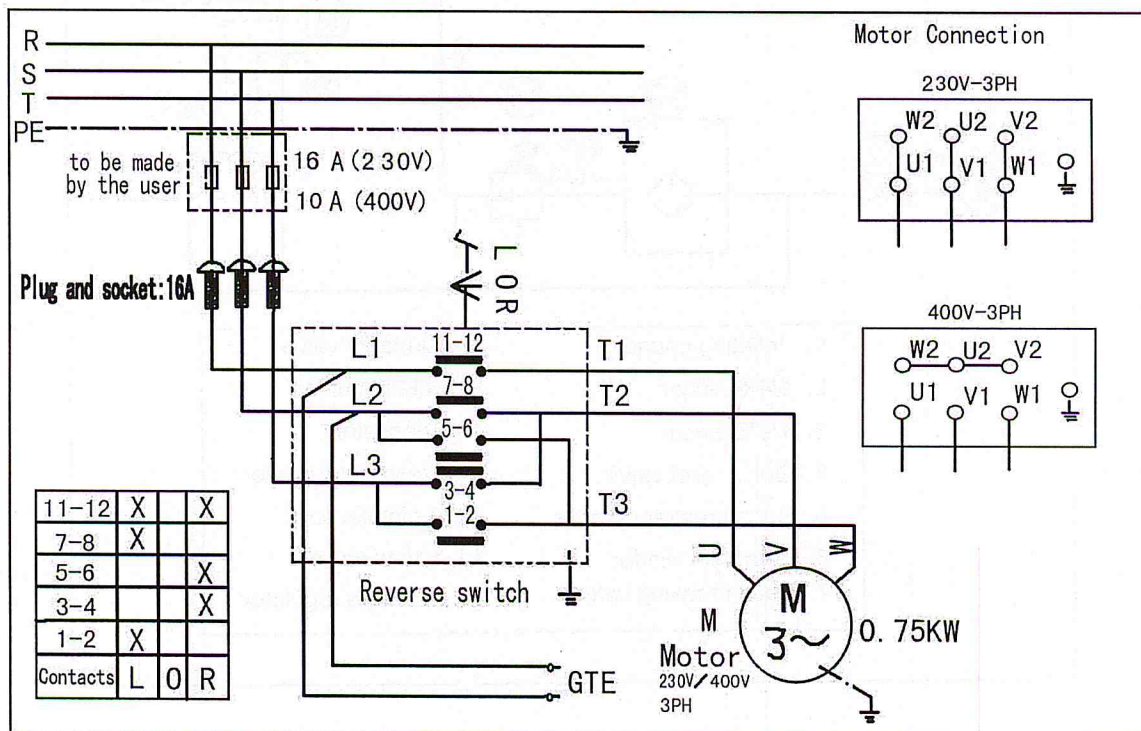 R
S
T
PE
to be made
by the user
16 A (230V)
10 A (400V)
Plug and socket:16A
L O R
L1
L2
L3
11-12
7-8
5-6
3-4
1-2
T1
T2
T3
Reverse switch
GTE
U V W
M
3~
M
Motor
230V/400V
3PH
0.75KW
Motor Connection
230V-3PH
W2 U2 V2
U1 V1 W1
400V-3PH
W2 U2 V2
U1 V1 W1
11-12 X X
7-8 X
5-6 X
3-4 X
1-2 X
Contacts L O R